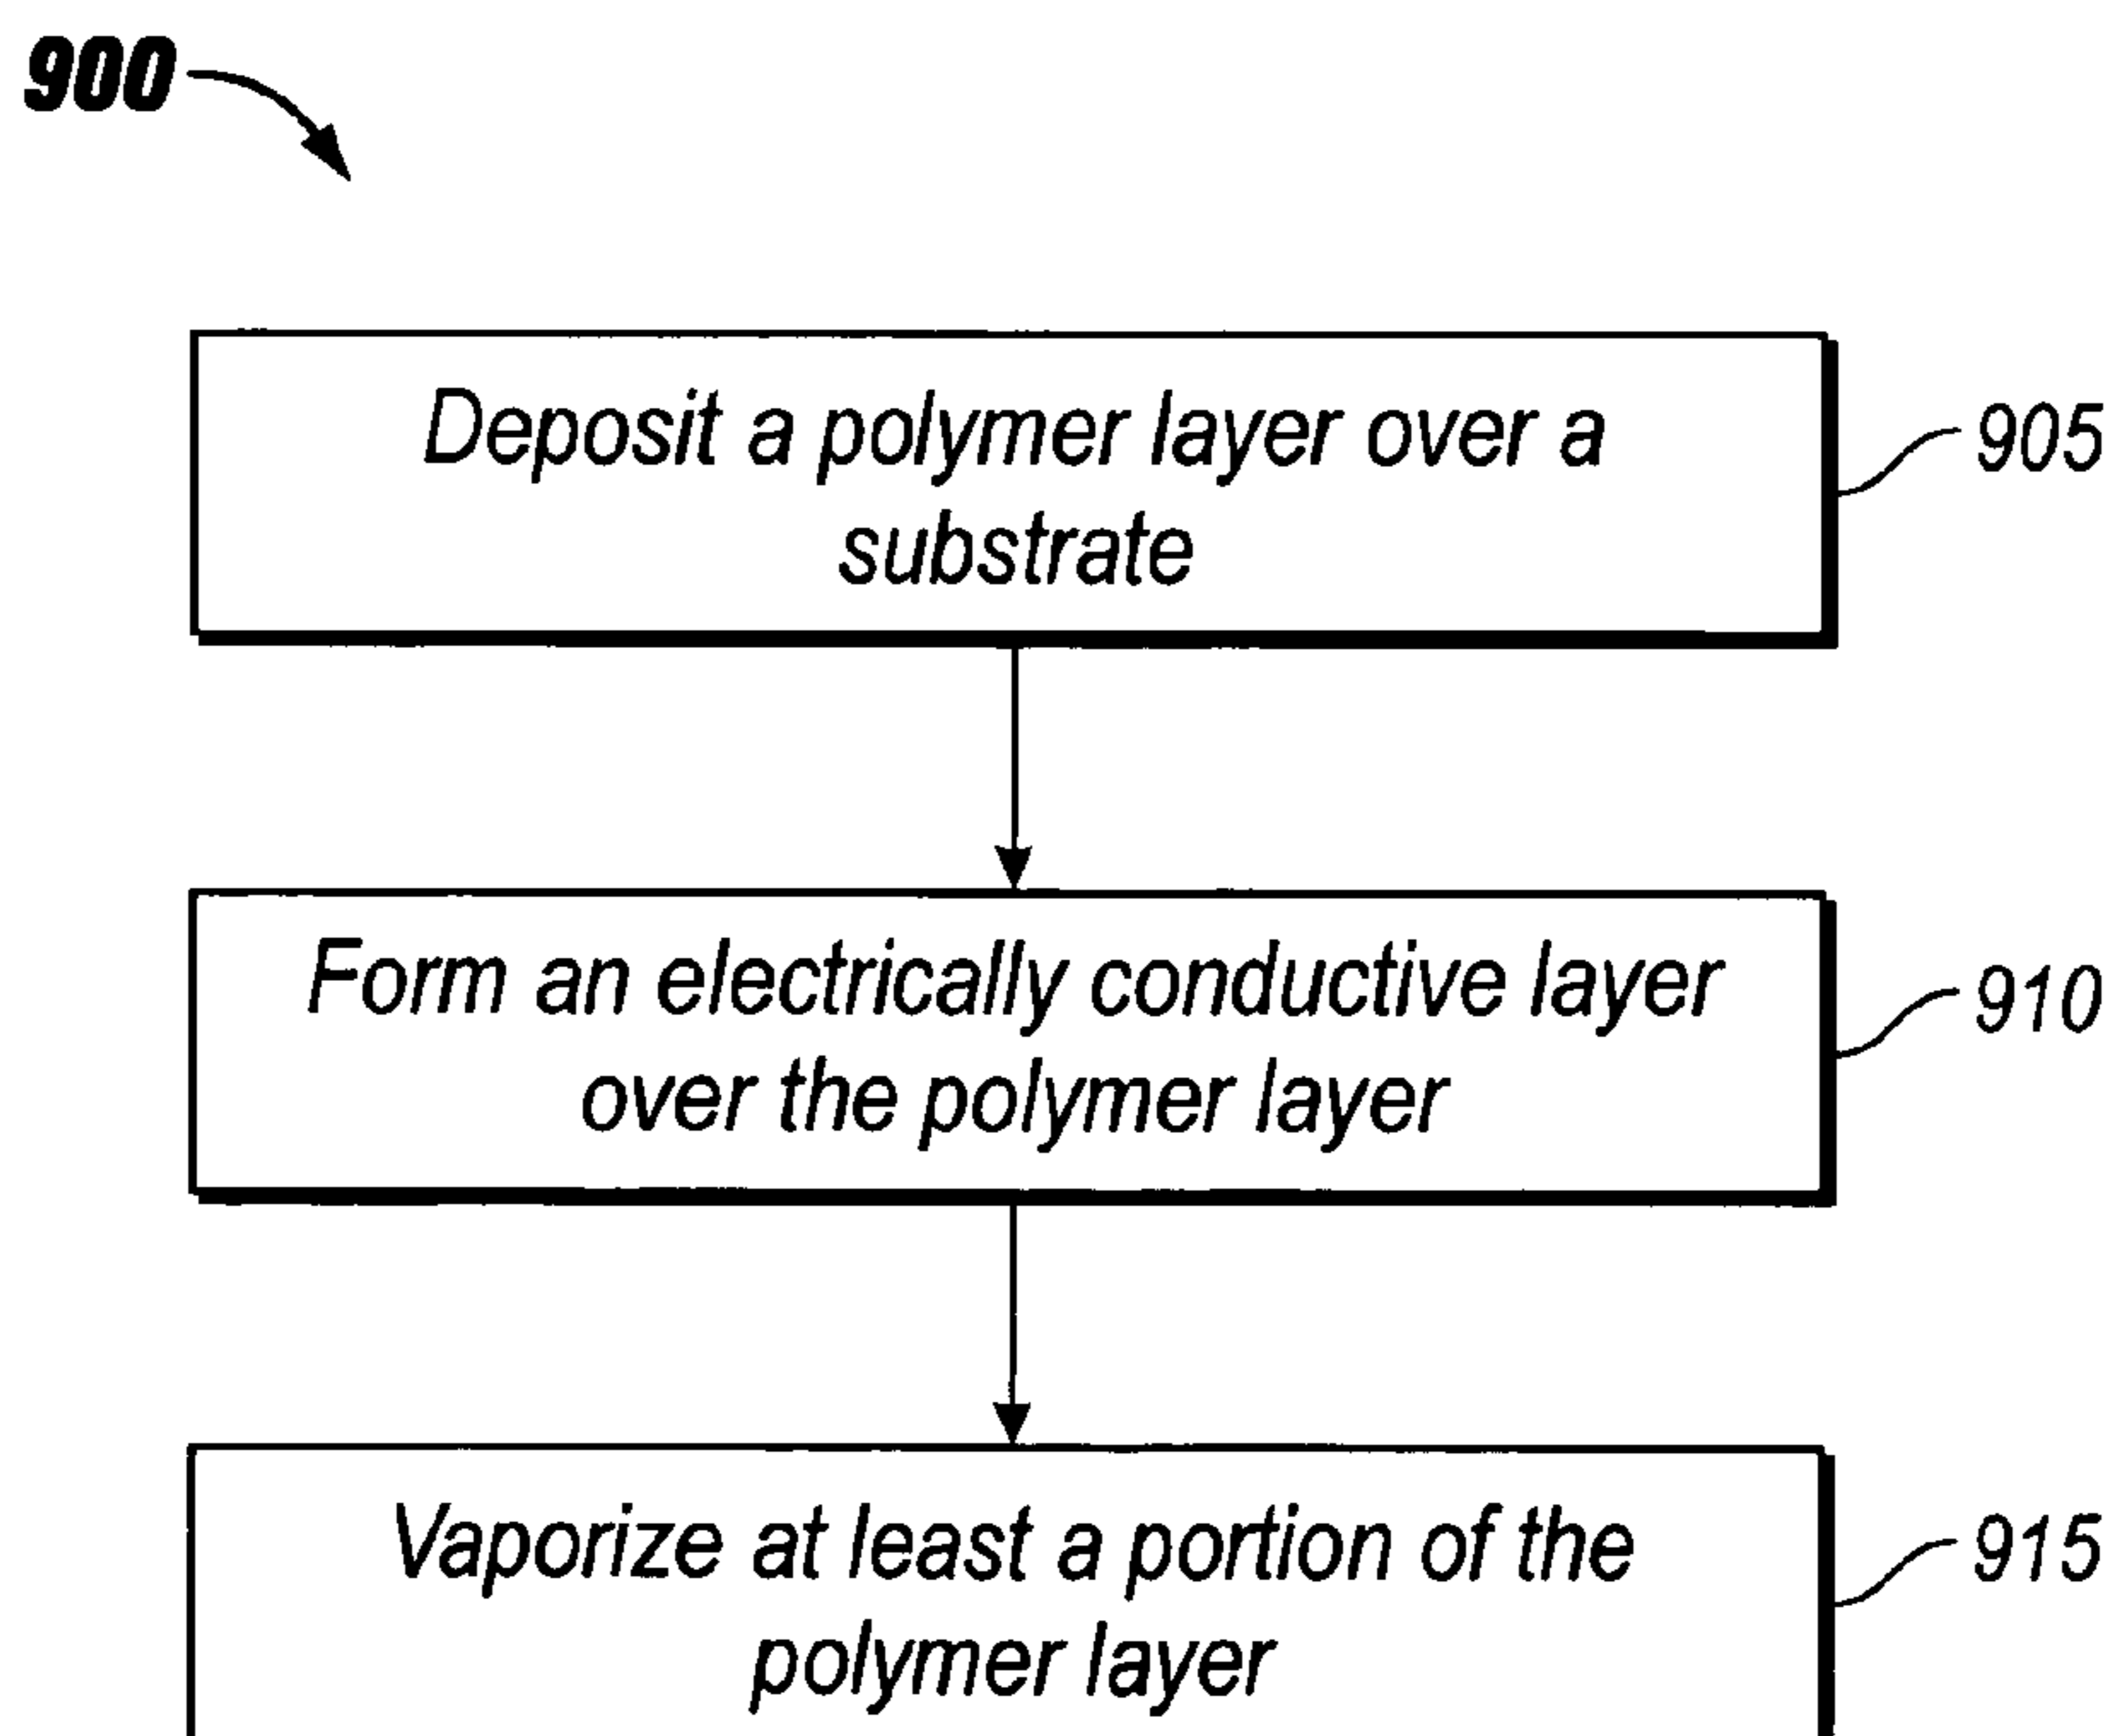 900
Deposit a polymer layer over a
substrate
905
Form an electrically conductive layer
over the polymer layer
910
Vaporize at least a portion of the
polymer layer
915